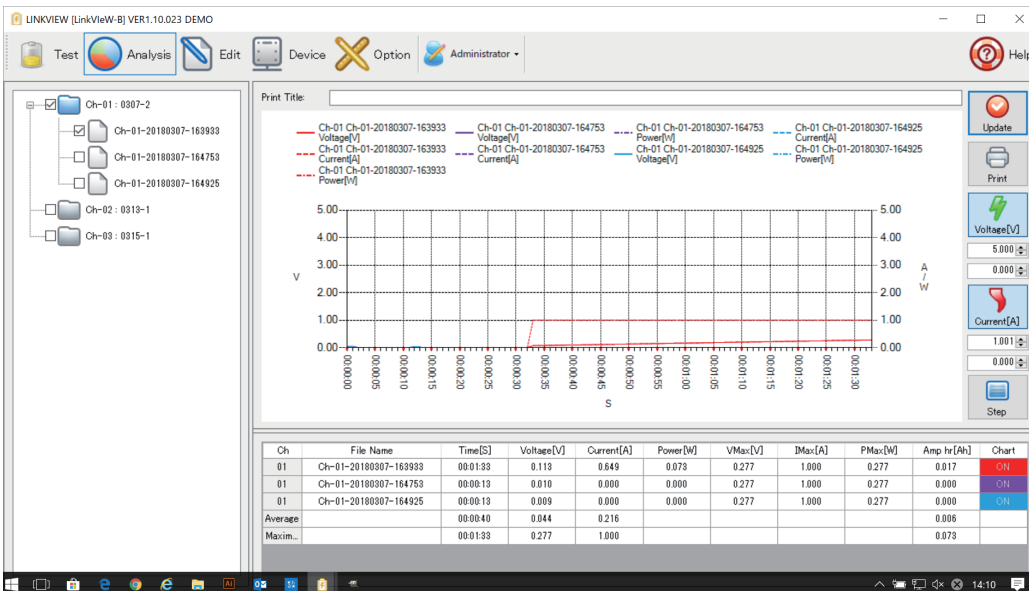 LINKVIEW [LinkVIeW-B] VER1.10.023 DEMO
Test Analysis Edit Device Option Administrator Help
Ch-01 : 0307-2
Ch-01-20180307-163933
Ch-01-20180307-164753
Ch-01-20180307-164925
Ch-02 : 0313-1
Ch-03 : 0315-1
Print Title:
Ch-01 Ch-01-20180307-163933 Voltage[V]
Ch-01 Ch-01-20180307-164753 Voltage[V]
Ch-01 Ch-01-20180307-164753 Power[W]
Ch-01 Ch-01-20180307-164925 Current[A]
Ch-01 Ch-01-20180307-163933 Current[A]
Ch-01 Ch-01-20180307-164753 Current[A]
Ch-01 Ch-01-20180307-164925 Voltage[V]
Ch-01 Ch-01-20180307-164925 Power[W]
Ch-01 Ch-01-20180307-163933 Power[W]
5.00 5.00
4.00 4.00
3.00 3.00
2.00 2.00
1.00 1.00
0.00 0.00
V
A / W
00:00:00 00:00:05 00:00:10 00:00:15 00:00:20 00:00:25 00:00:30 00:00:35 00:00:40 00:00:45 00:00:50 00:00:55 00:01:00 00:01:05 00:01:10 00:01:15 00:01:20 00:01:25 00:01:30
S
Update
Print
Voltage[V]
5.000
0.000
Current[A]
1.001
0.000
Step
Ch File Name Time[S] Voltage[V] Current[A] Power[W] VMax[V] IMax[A] PMax[W] Amp hr[Ah] Chart
01 Ch-01-20180307-163933 00:01:33 0.113 0.649 0.073 0.277 1.000 0.277 0.017 ON
01 Ch-01-20180307-164753 00:00:13 0.010 0.000 0.000 0.277 1.000 0.277 0.000 ON
01 Ch-01-20180307-164925 00:00:13 0.009 0.000 0.000 0.277 1.000 0.277 0.000 ON
Average 00:00:40 0.044 0.216 0.006
Maxim... 00:01:33 0.277 1.000 0.073
Ai
14:10